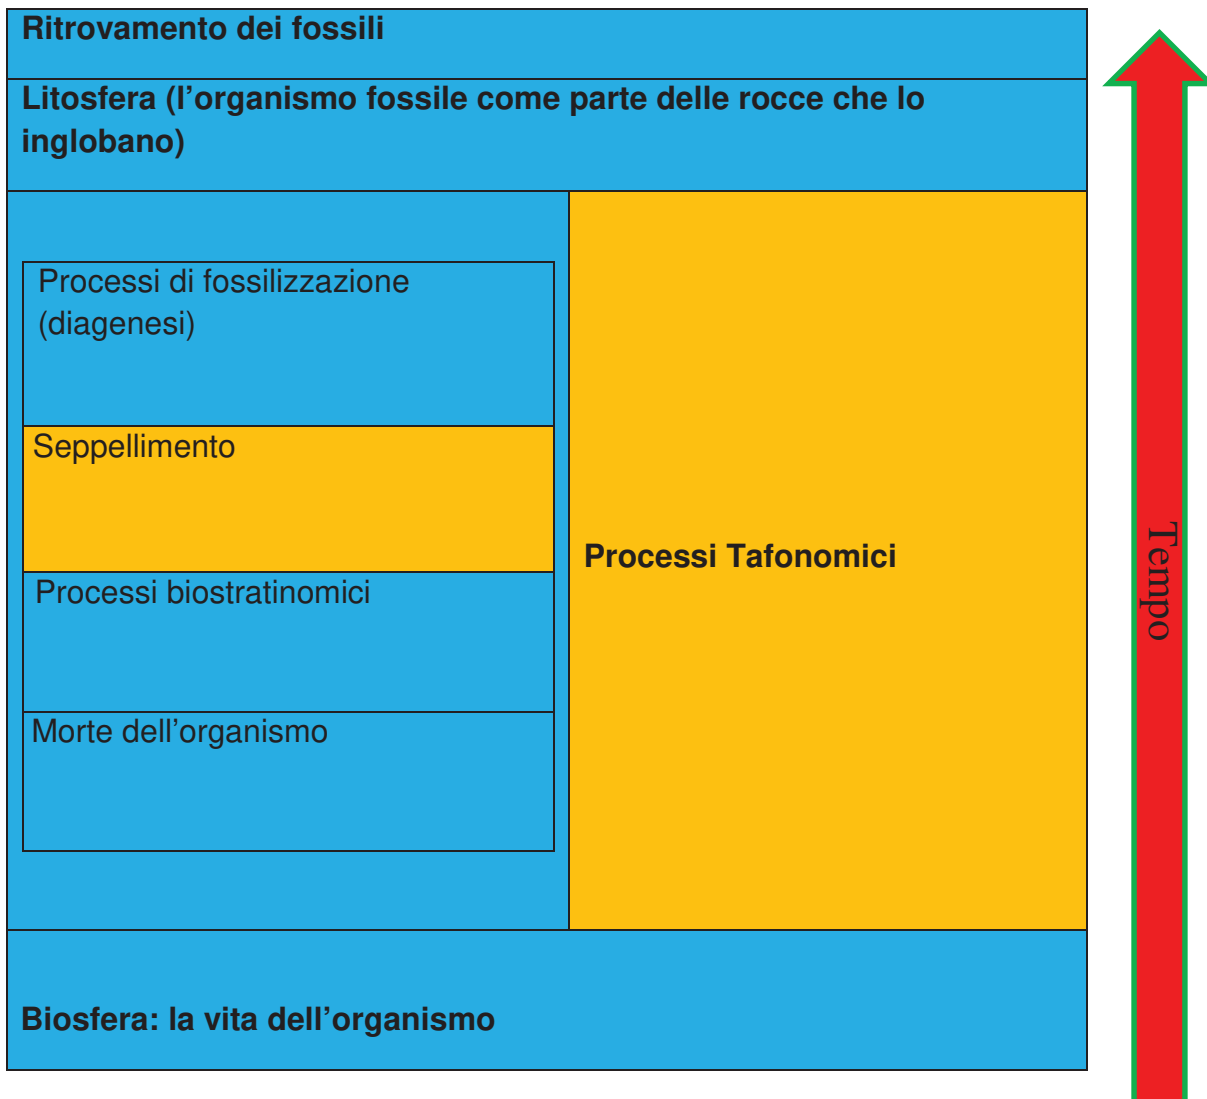 Ritrovamento dei fossili
Litosfera (l'organismo fossile come parte delle rocce che lo
inglobano)
Processi di fossilizzazione
(diagenesi)
Seppellimento
Processi biostratinomici
Morte dell'organismo
Processi Tafonomici
Biosfera: la vita dell'organismo
Tempo